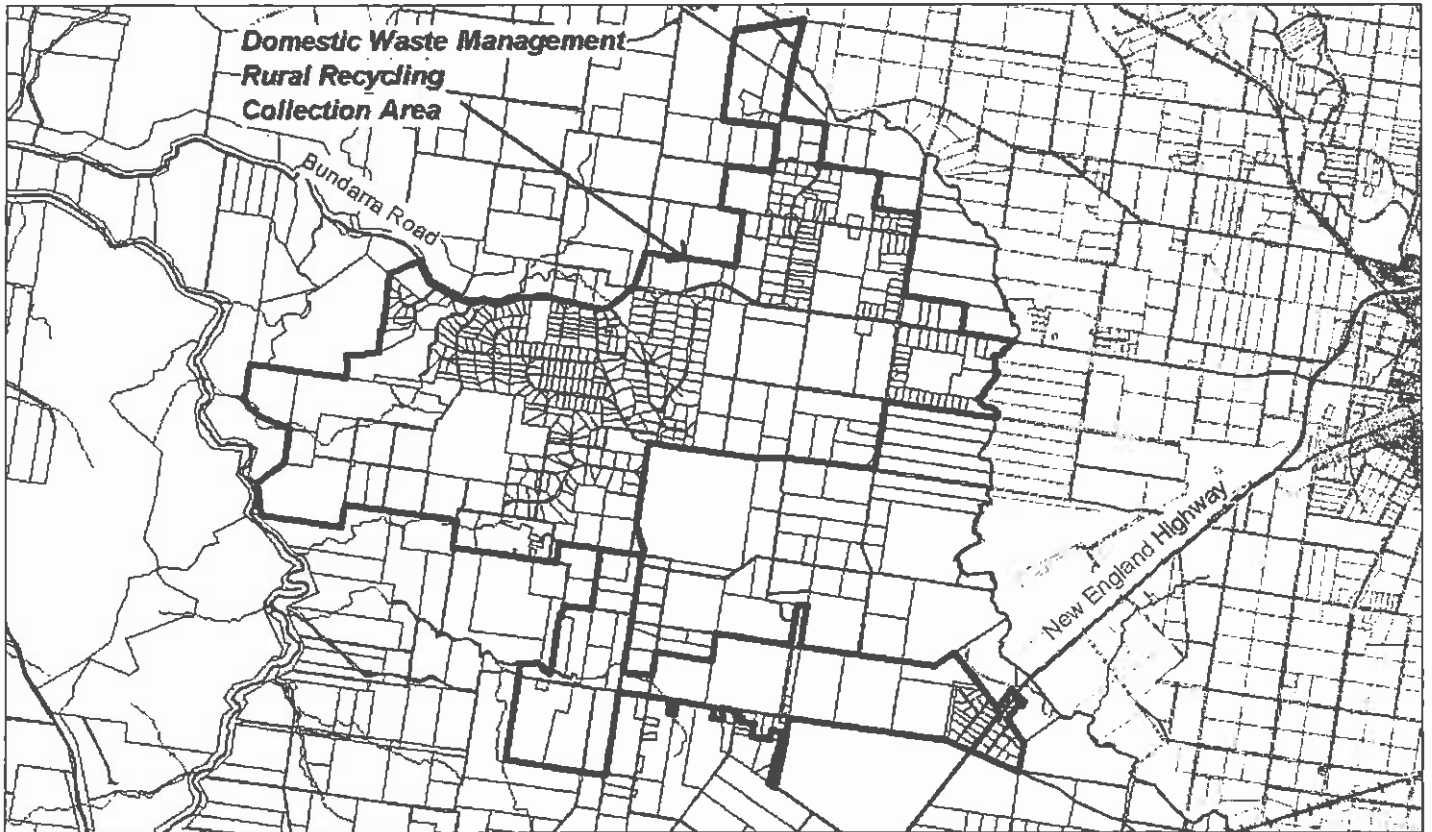 Domestic Waste Management
Rural Recycling
Collection Area
Bundarra Road
New England Highway